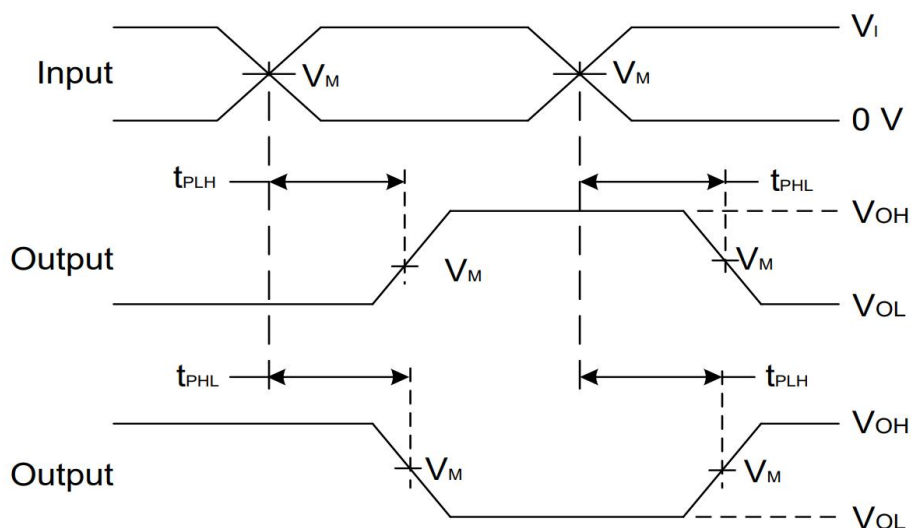 VI
Input VM VM
0 V
tPLH tPHL
VOH
Output VM VM
VOL
tPHL tPLH
VOH
Output VM VM
VOL